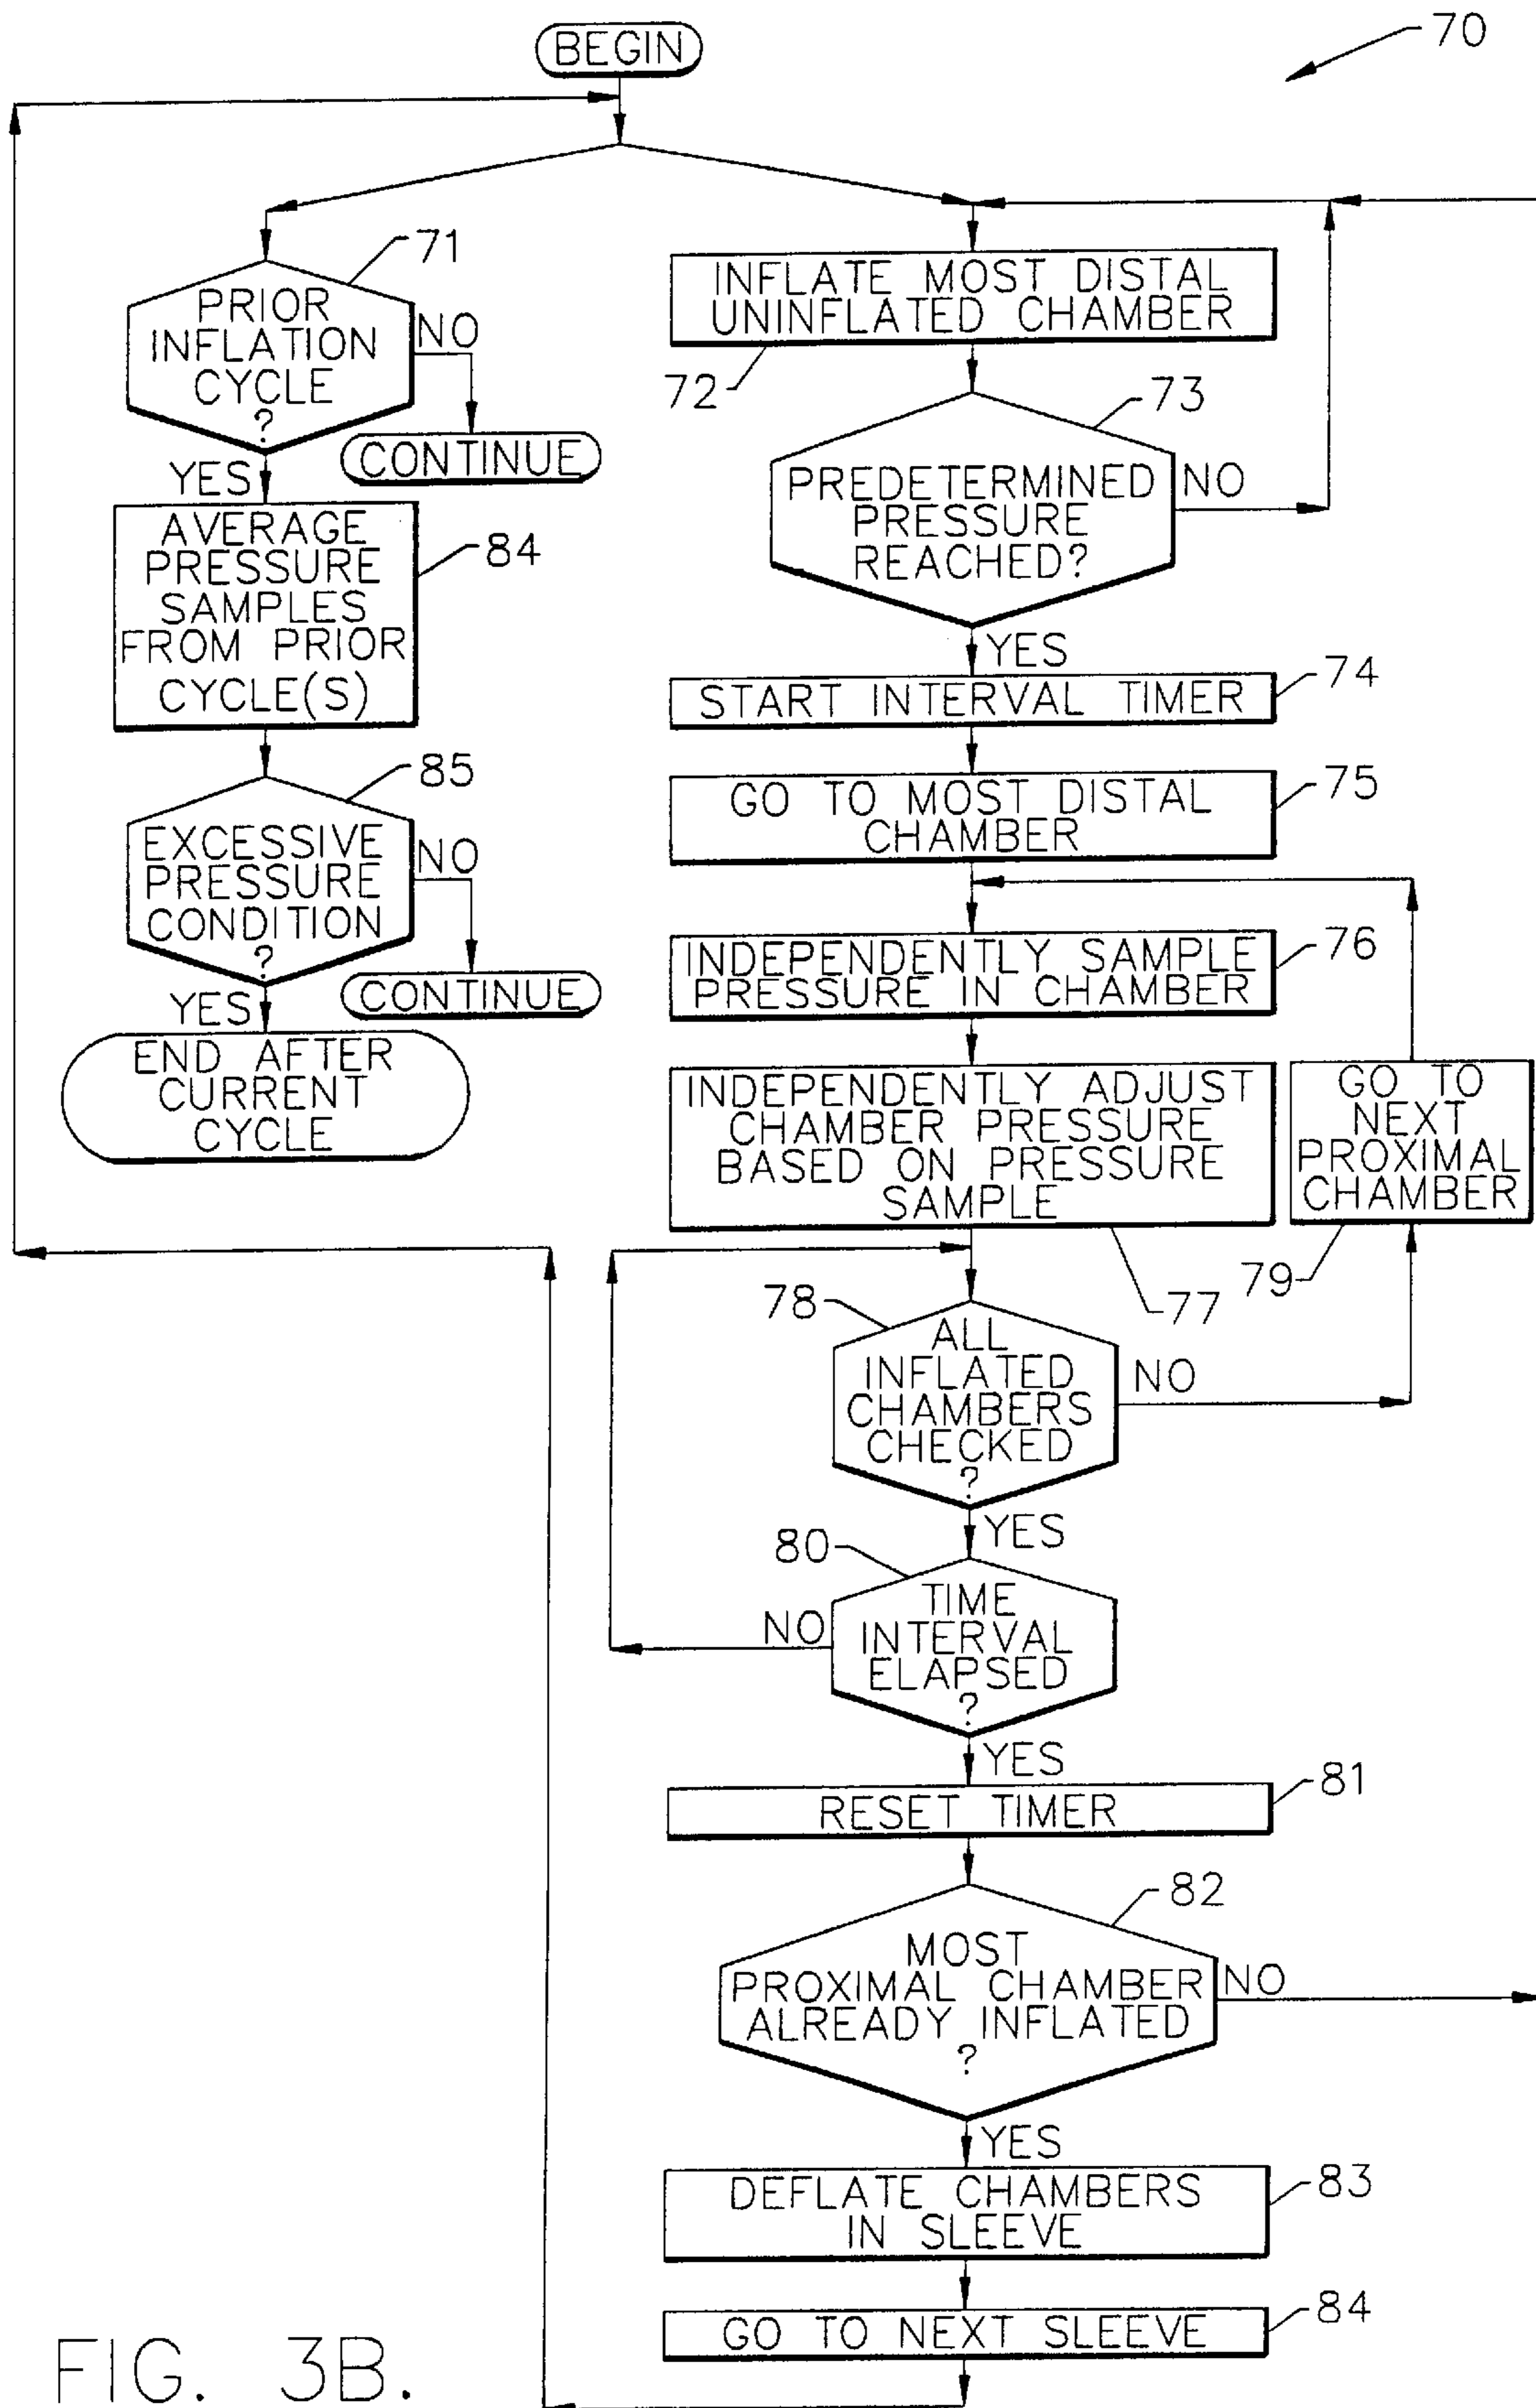 BEGIN
70
71
PRIOR
INFLATION
CYCLE
?
NO
CONTINUE
YES
AVERAGE
PRESSURE
SAMPLES
FROM PRIOR
CYCLE(S)
84
85
EXCESSIVE
PRESSURE
CONDITION
?
NO
CONTINUE
YES
END AFTER
CURRENT
CYCLE
INFLATE MOST DISTAL
UNINFLATED CHAMBER
72
73
PREDETERMINED
PRESSURE
REACHED?
NO
YES
START INTERVAL TIMER
74
GO TO MOST DISTAL
CHAMBER
75
INDEPENDENTLY SAMPLE
PRESSURE IN CHAMBER
76
INDEPENDENTLY ADJUST
CHAMBER PRESSURE
BASED ON PRESSURE
SAMPLE
77
GO TO
NEXT
PROXIMAL
CHAMBER
79
78
ALL
INFLATED
CHAMBERS
CHECKED
?
NO
YES
80
TIME
INTERVAL
ELAPSED
?
NO
YES
RESET TIMER
81
82
MOST
PROXIMAL CHAMBER
ALREADY INFLATED
?
NO
YES
DEFLATE CHAMBERS
IN SLEEVE
83
GO TO NEXT SLEEVE
84
FIG. 3B.